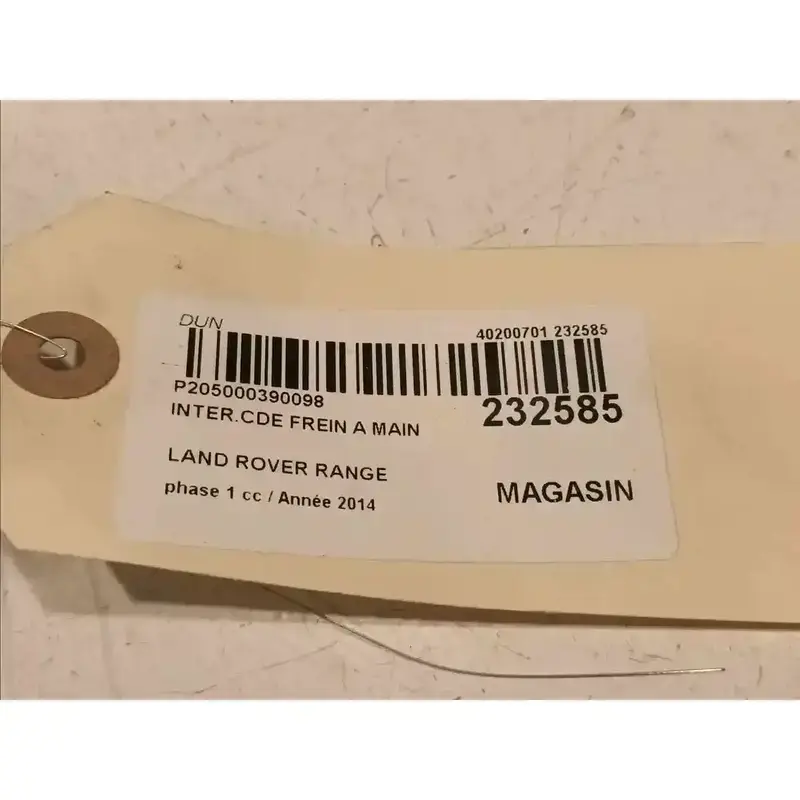 DUN
40200701 232585
P205000390098
232585
INTER.CDE FREIN A MAIN
LAND ROVER RANGE
phase 1 cc / Année 2014
MAGASIN